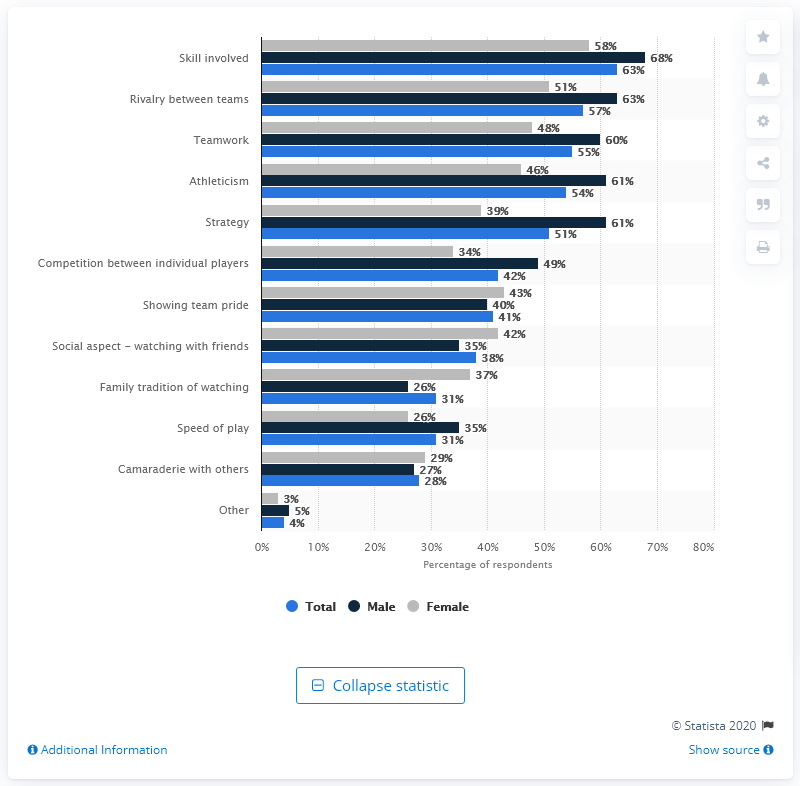 58%
Skill involved 68%
63%
51%
Rivalry between teams 63%
57%
48%
Teamwork 60%
55%
46%
Athleticism 61%
54%
39%
Strategy 61%
51%
34%
Competition between individual players 49%
42%
43%
Showing team pride 40%
41%
42%
Social aspect - watching with friends 35%
38%
37%
Family tradition of watching 26%
31%
26%
Speed of play 35%
31%
29%
Camaraderie with others 27%
28%
3%
Other 5%
4%
0% 10% 20% 30% 40% 50% 60% 70% 80%
Percentage of respondents
Total Male Female
Collapse statistic
© Statista 2020
Additional Information Show source